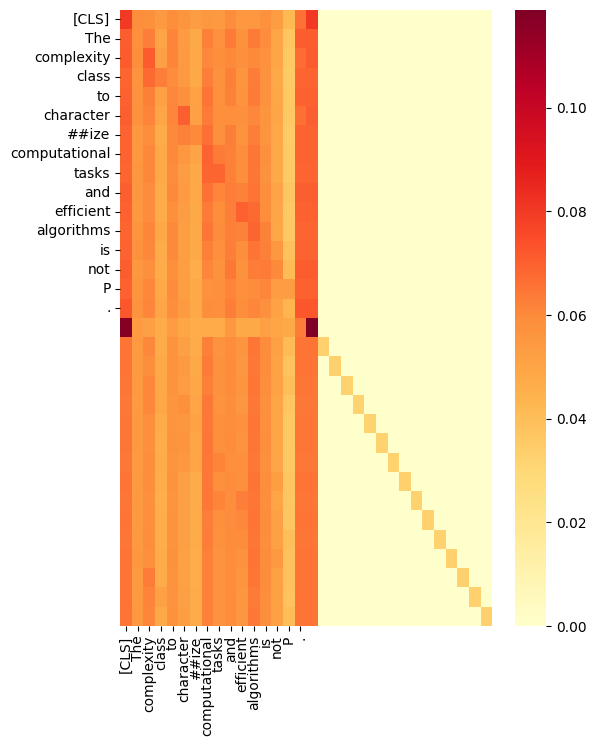 [CLS]
The
complexity
class
to
character
##ize
computational
tasks
and
efficient
algorithms
is
not
P
.
0.10
0.08
0.06
0.04
0.02
0.00
[CLS]
The
complexity
class
to
character
##ize
computational
tasks
and
efficient
algorithms
is
not
P
.